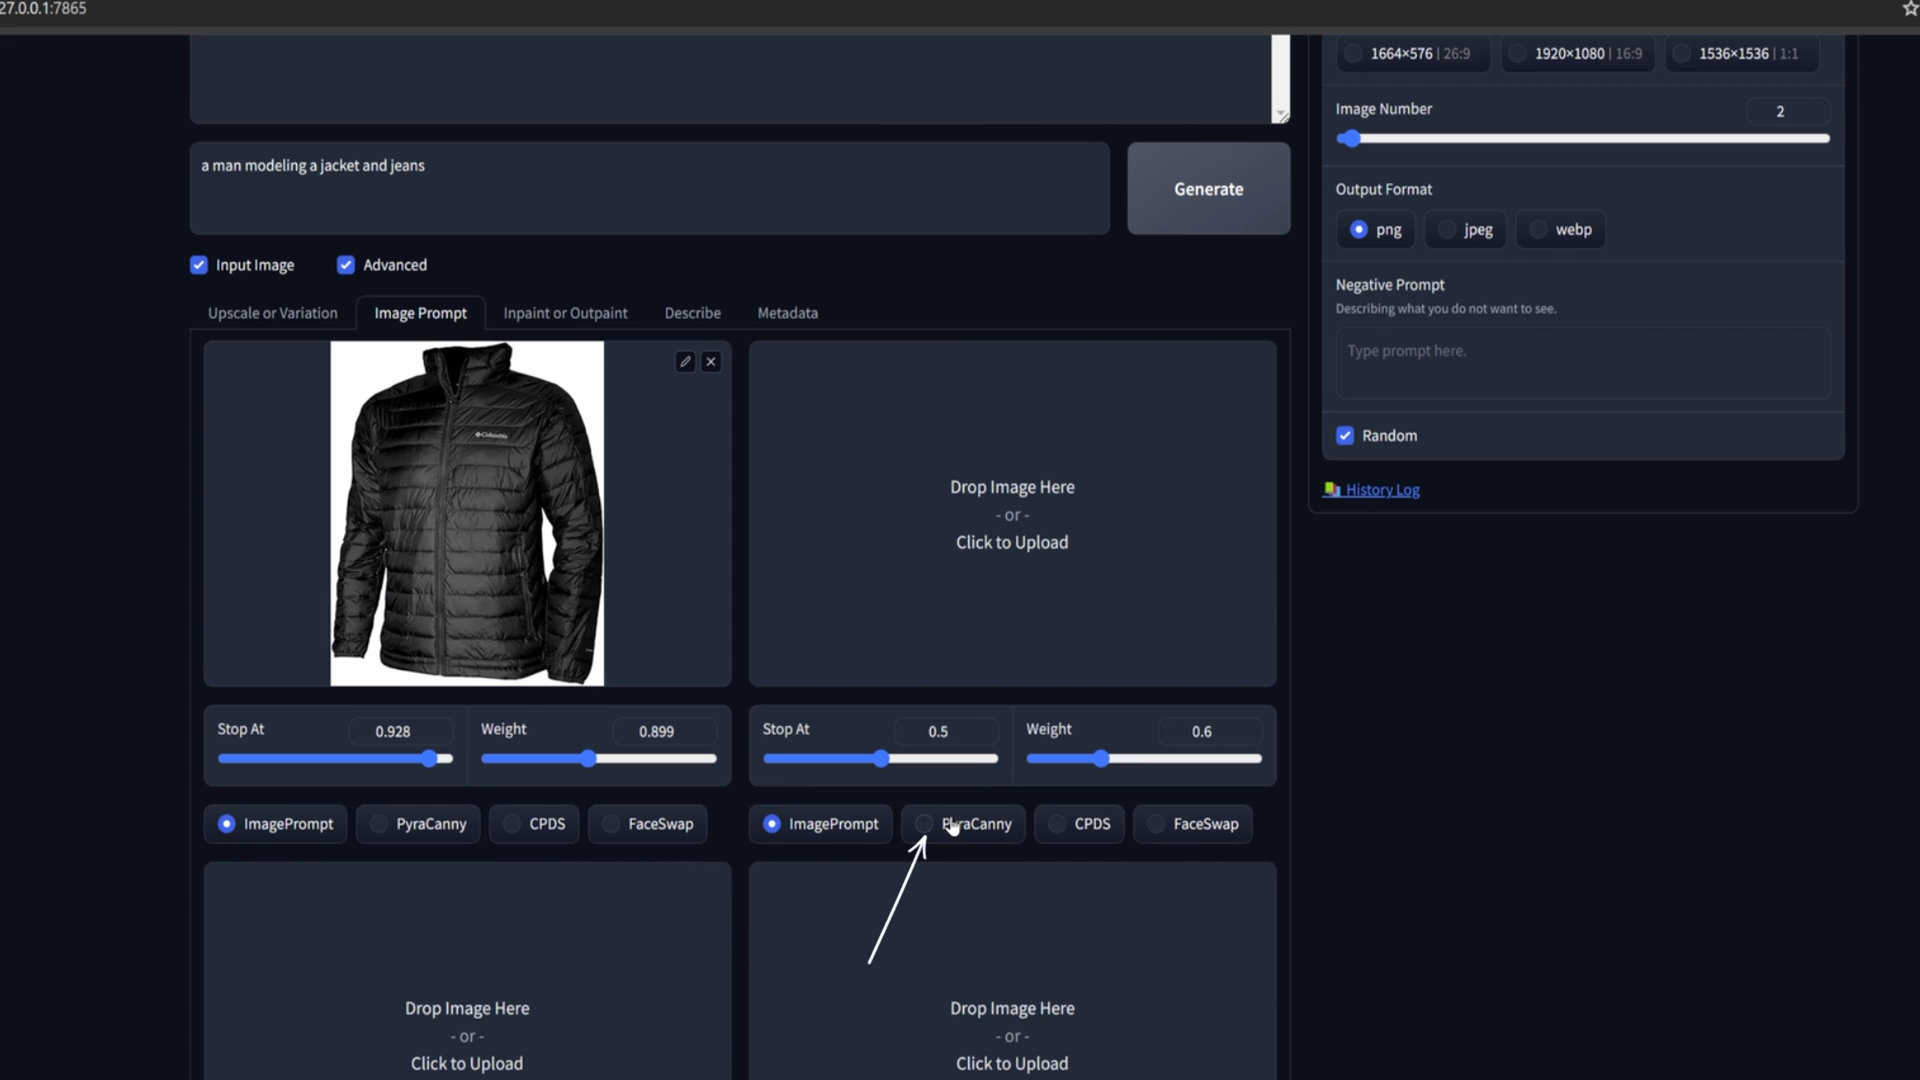 27.0.0.1:7865
1664×576 | 26:9
1920×1080 | 16:9
1536×1536 | 1:1
Image Number
2
a man modeling a jacket and jeans
Generate
Output Format
png
jpeg
webp
Input Image
Advanced
Negative Prompt
Describing what you do not want to see.
Type prompt here.
Upscale or Variation
Image Prompt
Inpaint or Outpaint
Describe
Metadata
Random
History Log
Columbia
Drop Image Here
- or -
Click to Upload
Stop At
0.928
Weight
0.899
Stop At
0.5
Weight
0.6
ImagePrompt
PyraCanny
CPDS
FaceSwap
ImagePrompt
PyraCanny
CPDS
FaceSwap
Drop Image Here
- or -
Click to Upload
Drop Image Here
- or -
Click to Upload